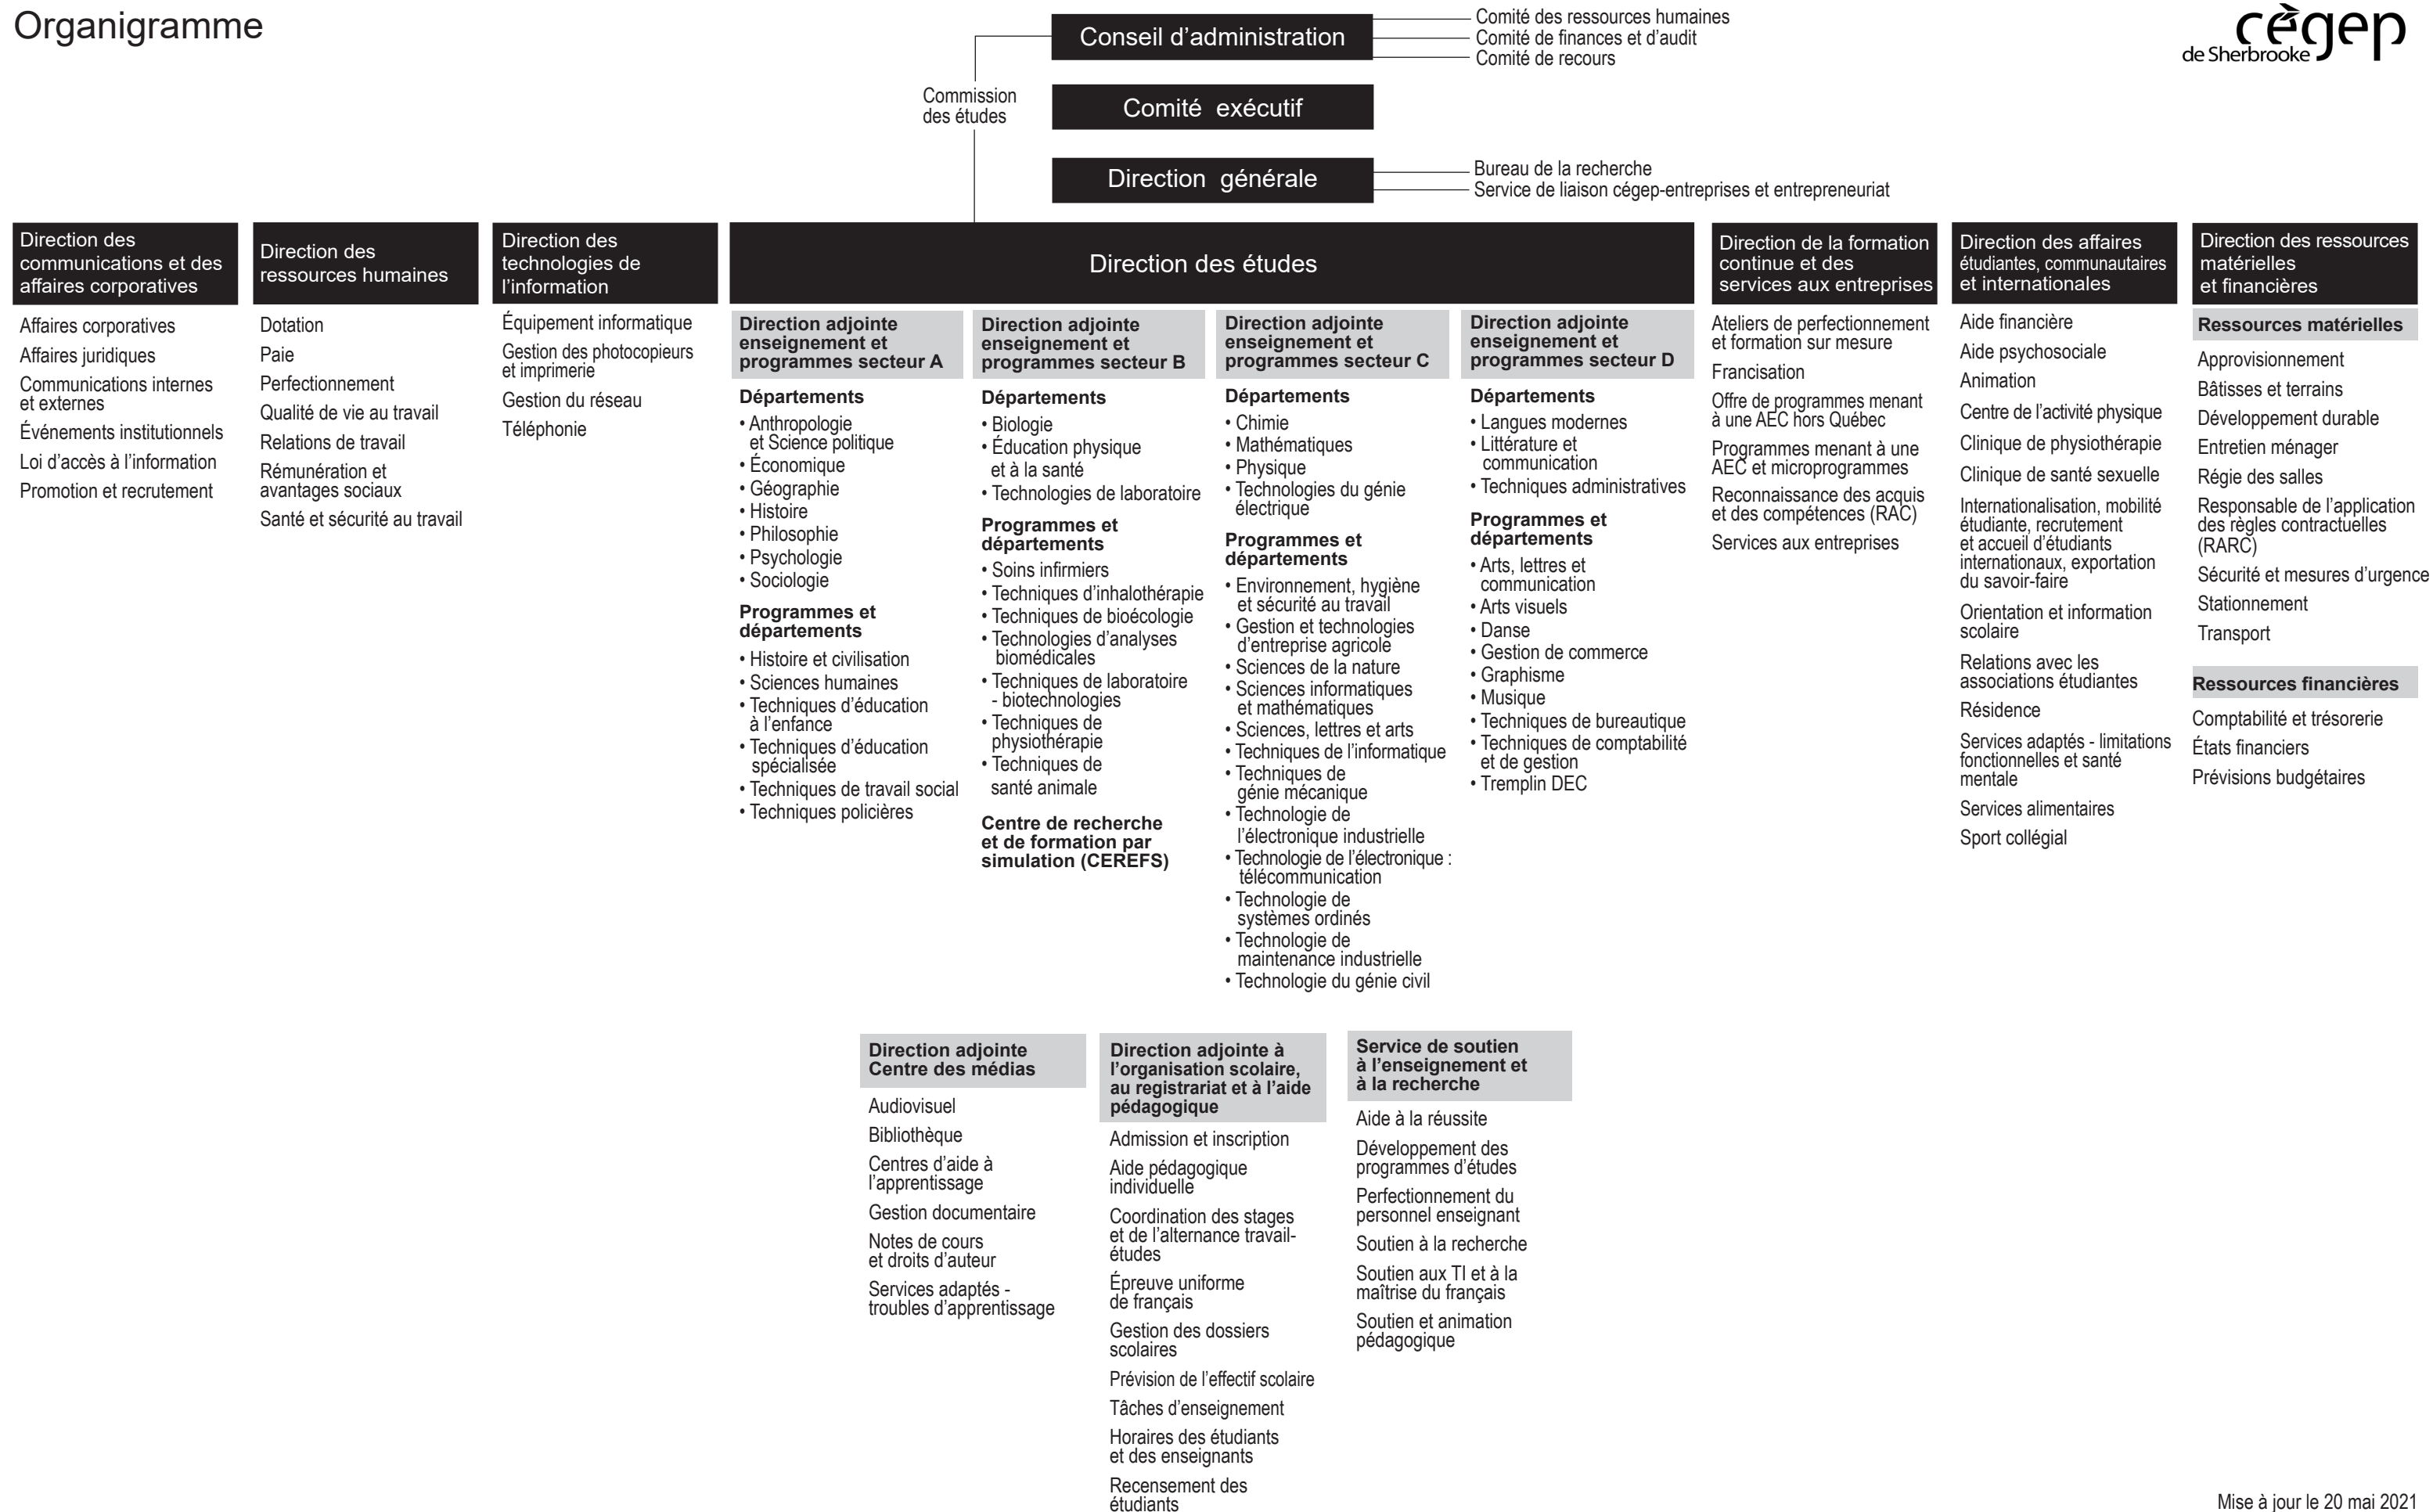 Organigramme
Conseil d'administration
Comité des ressources humaines
Comité de finances et d'audit
Comité de recours
cégep
de Sherbrooke
Commission
des études
Comité exécutif
Direction générale
Bureau de la recherche
Service de liaison cégep-entreprises et entrepreneuriat
Direction des
communications et des
affaires corporatives
Affaires corporatives
Affaires juridiques
Communications internes
et externes
Événements institutionnels
Loi d'accès à l'information
Promotion et recrutement
Direction des
ressources humaines
Dotation
Paie
Perfectionnement
Qualité de vie au travail
Relations de travail
Rémunération et
avantages sociaux
Santé et sécurité au travail
Direction des
technologies de
l'information
Équipement informatique
Gestion des photocopieurs
et imprimerie
Gestion du réseau
Téléphonie
Direction des études
Direction adjointe
enseignement et
programmes secteur A
Départements
• Anthropologie
et Science politique
• Économique
• Géographie
• Histoire
• Philosophie
• Psychologie
• Sociologie
Programmes et
départements
• Histoire et civilisation
• Sciences humaines
• Techniques d'éducation
à l'enfance
• Techniques d'éducation
spécialisée
• Techniques de travail social
• Techniques policières
Direction adjointe
enseignement et
programmes secteur B
Départements
• Biologie
• Éducation physique
et à la santé
• Technologies de laboratoire
Programmes et
départements
• Soins infirmiers
• Techniques d'inhalothérapie
• Techniques de bioécologie
• Technologies d'analyses
biomédicales
• Techniques de laboratoire
- biotechnologies
• Techniques de
physiothérapie
• Techniques de
santé animale
Centre de recherche
et de formation par
simulation (CEREFS)
Direction adjointe
enseignement et
programmes secteur C
Départements
• Chimie
• Mathématiques
• Physique
• Technologies du génie
électrique
Programmes et
départements
• Environnement, hygiène
et sécurité au travail
• Gestion et technologies
d'entreprise agricole
• Sciences de la nature
• Sciences informatiques
et mathématiques
• Sciences, lettres et arts
• Techniques de l'informatique
• Techniques de
génie mécanique
• Technologie de
l'électronique industrielle
• Technologie de l'électronique :
télécommunication
• Technologie de
systèmes ordinés
• Technologie de
maintenance industrielle
• Technologie du génie civil
Direction adjointe
enseignement et
programmes secteur D
Départements
• Langues modernes
• Littérature et
communication
• Techniques administratives
Programmes et
départements
• Arts, lettres et
communication
• Arts visuels
• Danse
• Gestion de commerce
• Graphisme
• Musique
• Techniques de bureautique
• Techniques de comptabilité
et de gestion
• Tremplin DEC
Direction de la formation
continue et des
services aux entreprises
Ateliers de perfectionnement
et formation sur mesure
Francisation
Offre de programmes menant
à une AEC hors Québec
Programmes menant à une
AEC et microprogrammes
Reconnaissance des acquis
et des compétences (RAC)
Services aux entreprises
Direction des affaires
étudiantes, communautaires
et internationales
Aide financière
Aide psychosociale
Animation
Centre de l'activité physique
Clinique de physiothérapie
Clinique de santé sexuelle
Internationalisation, mobilité
étudiante, recrutement
et accueil d'étudiants
internationaux, exportation
du savoir-faire
Orientation et information
scolaire
Relations avec les
associations étudiantes
Résidence
Services adaptés - limitations
fonctionnelles et santé
mentale
Services alimentaires
Sport collégial
Direction des ressources
matérielles
et financières
Ressources matérielles
Approvisionnement
Bâtisses et terrains
Développement durable
Entretien ménager
Régie des salles
Responsable de l'application
des règles contractuelles
(RARC)
Sécurité et mesures d'urgence
Stationnement
Transport
Ressources financières
Comptabilité et trésorerie
États financiers
Prévisions budgétaires
Direction adjointe
Centre des médias
Audiovisuel
Bibliothèque
Centres d'aide à
l'apprentissage
Gestion documentaire
Notes de cours
et droits d'auteur
Services adaptés -
troubles d'apprentissage
Direction adjointe à
l'organisation scolaire,
au registrariat et à l'aide
pédagogique
Admission et inscription
Aide pédagogique
individuelle
Coordination des stages
et de l'alternance travail-
études
Épreuve uniforme
de français
Gestion des dossiers
scolaires
Prévision de l'effectif scolaire
Tâches d'enseignement
Horaires des étudiants
et des enseignants
Recensement des
étudiants
Service de soutien
à l'enseignement et
à la recherche
Aide à la réussite
Développement des
programmes d'études
Perfectionnement du
personnel enseignant
Soutien à la recherche
Soutien aux TI et à la
maîtrise du français
Soutien et animation
pédagogique
Mise à jour le 20 mai 2021